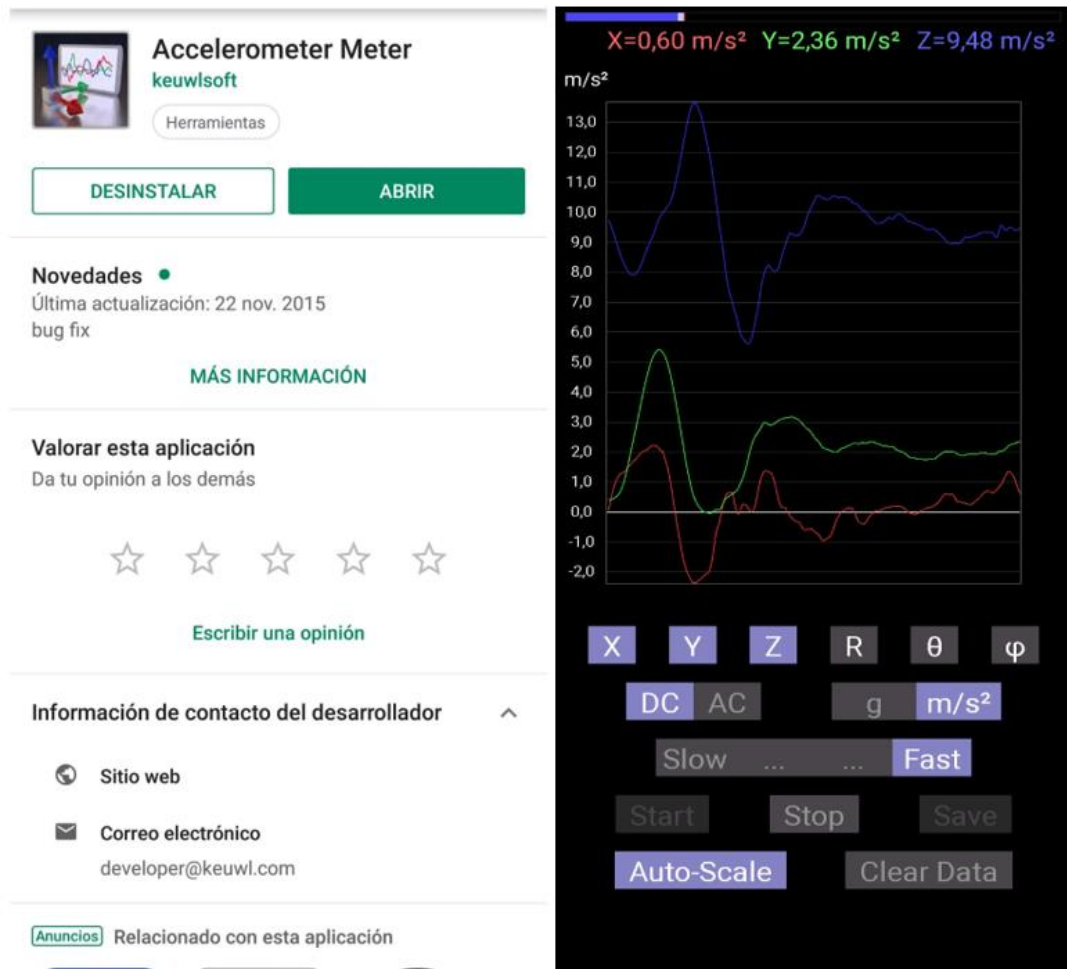 Accelerometer Meter
keuwlsoft
Herramientas
DESINSTALAR
ABRIR
Novedades
Última actualización: 22 nov. 2015
bug fix
MÁS INFORMACIÓN
Valorar esta aplicación
Da tu opinión a los demás
Escribir una opinión
Información de contacto del desarrollador
Sitio web
Correo electrónico
developer@keuwl.com
Anuncios Relacionado con esta aplicación
X=0,60 m/s² Y=2,36 m/s² Z=9,48 m/s²
m/s²
13,0
12,0
11,0
10,0
9,0
8,0
7,0
6,0
5,0
4,0
3,0
2,0
1,0
0,0
-1,0
-2,0
X Y Z R θ φ
DC AC g m/s²
Slow ... ... Fast
Start Stop Save
Auto-Scale Clear Data